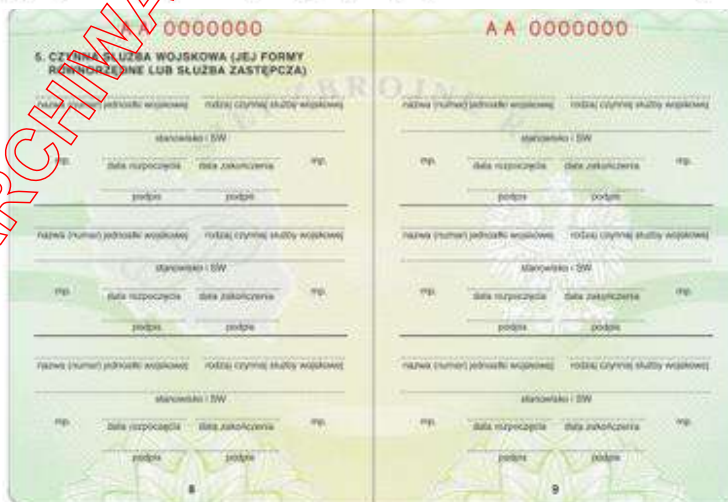 AA 0000000
5. CZYNNA SŁUŻBA WOJSKOWA (JEJ FORMY
RÓWNORZĘDNE LUB SŁUŻBA ZASTĘPCZA)
nazwa (numer) jednostki wojskowej rodzaj czynnej służby wojskowej
stanowisko i SW
mp. data rozpoczęcia data zakończenia mp.
podpis podpis
nazwa (numer) jednostki wojskowej rodzaj czynnej służby wojskowej
stanowisko i SW
mp. data rozpoczęcia data zakończenia mp.
podpis podpis
nazwa (numer) jednostki wojskowej rodzaj czynnej służby wojskowej
stanowisko i SW
mp. data rozpoczęcia data zakończenia mp.
podpis podpis
8
AA 0000000
nazwa (numer) jednostki wojskowej rodzaj czynnej służby wojskowej
stanowisko i SW
mp. data rozpoczęcia data zakończenia mp.
podpis podpis
nazwa (numer) jednostki wojskowej rodzaj czynnej służby wojskowej
stanowisko i SW
mp. data rozpoczęcia data zakończenia mp.
podpis podpis
nazwa (numer) jednostki wojskowej rodzaj czynnej służby wojskowej
stanowisko i SW
mp. data rozpoczęcia data zakończenia mp.
podpis podpis
9